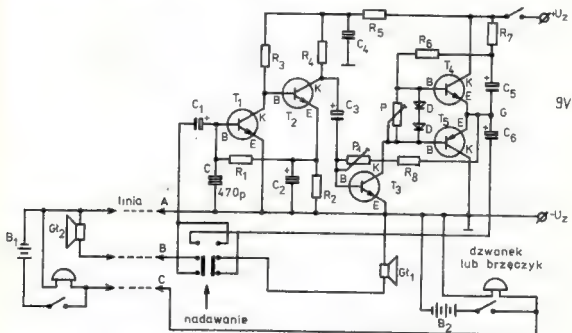 R5 +Uz
R3 R4 C4 R6 R7
T4
C1 T1 K B K C5
B K T2 C3 P D E G 9V
B E E D T5 E
P1 B K C6
C R1 R8
470p C2 R2 K
B T3
E
linia A -Uz
B1 Gł2 B
C Gł1 dzwonek
lub brzęczyk
nadawanie B2